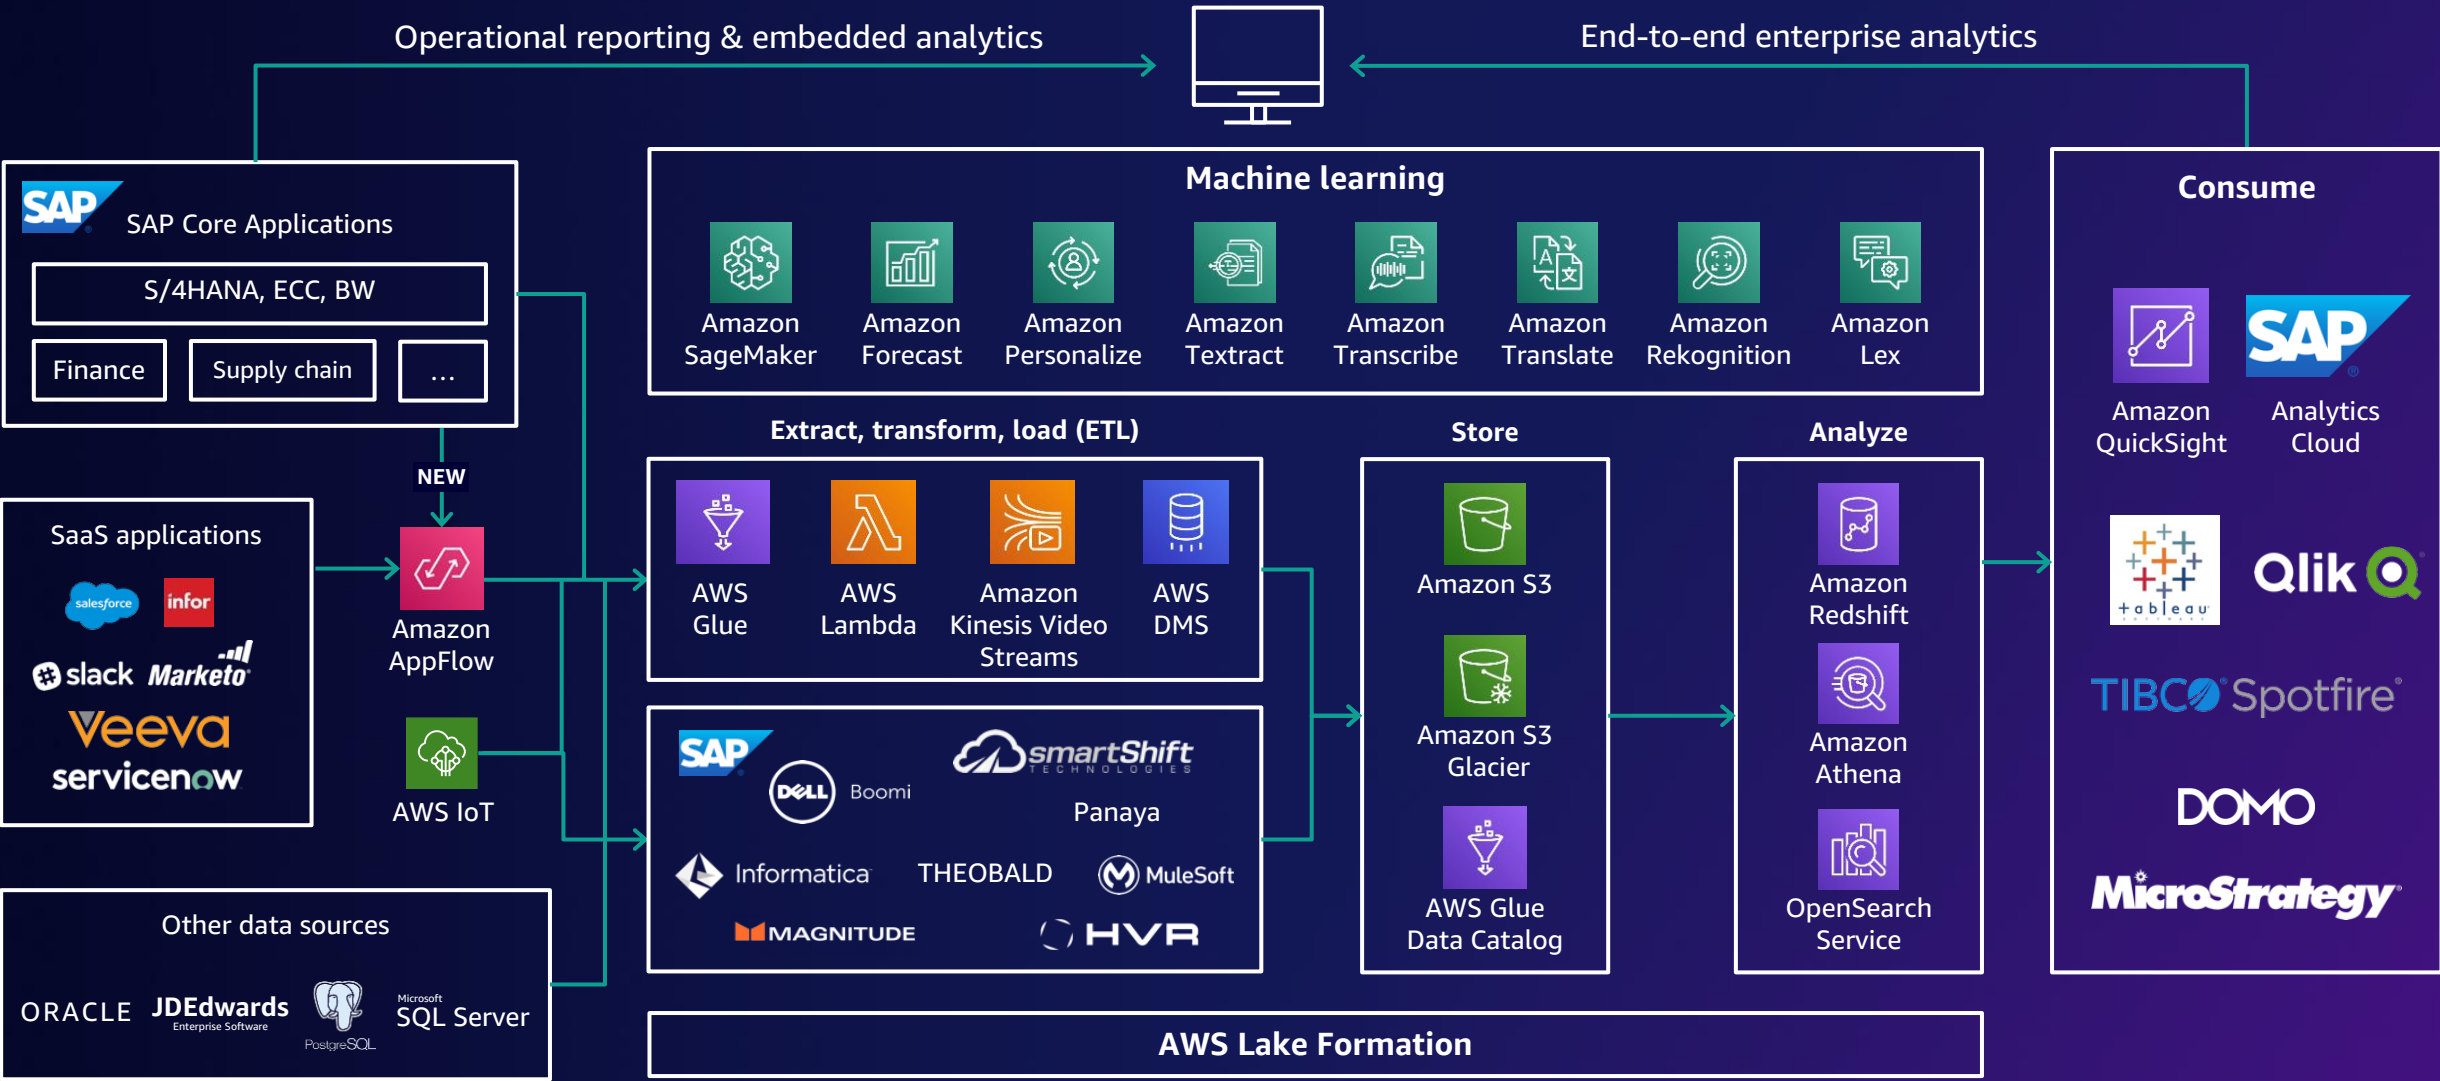 Operational reporting & embedded analytics
End-to-end enterprise analytics
SAP
SAP Core Applications
S/4HANA, ECC, BW
Finance
Supply chain
...
NEW
SaaS applications
salesforce
infor
slack
Marketo
Veeva
servicenow
Amazon
AppFlow
AWS IoT
Other data sources
ORACLE
JDEdwards
Enterprise Software
PostgreSQL
Microsoft
SQL Server
Machine learning
Amazon
SageMaker
Amazon
Forecast
Amazon
Personalize
Amazon
Textract
Amazon
Transcribe
Amazon
Translate
Amazon
Rekognition
Amazon
Lex
Extract, transform, load (ETL)
AWS
Glue
AWS
Lambda
Amazon
Kinesis Video
Streams
AWS
DMS
SAP
DELL
Boomi
smartShift
TECHNOLOGIES
Panaya
Informatica
THEOBALD
MuleSoft
MAGNITUDE
HVR
Store
Amazon S3
Amazon S3
Glacier
AWS Glue
Data Catalog
Analyze
Amazon
Redshift
Amazon
Athena
OpenSearch
Service
AWS Lake Formation
Consume
Amazon
QuickSight
SAP
Analytics
Cloud
+ableau
SOFTWARE
Qlik
TIBCO Spotfire
DOMO
MicroStrategy